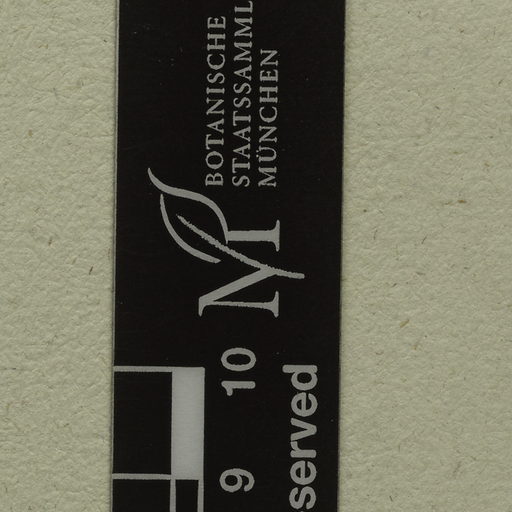 BOTANISCHE
STAATSSAMML
MÜNCHEN
M
9 10
served